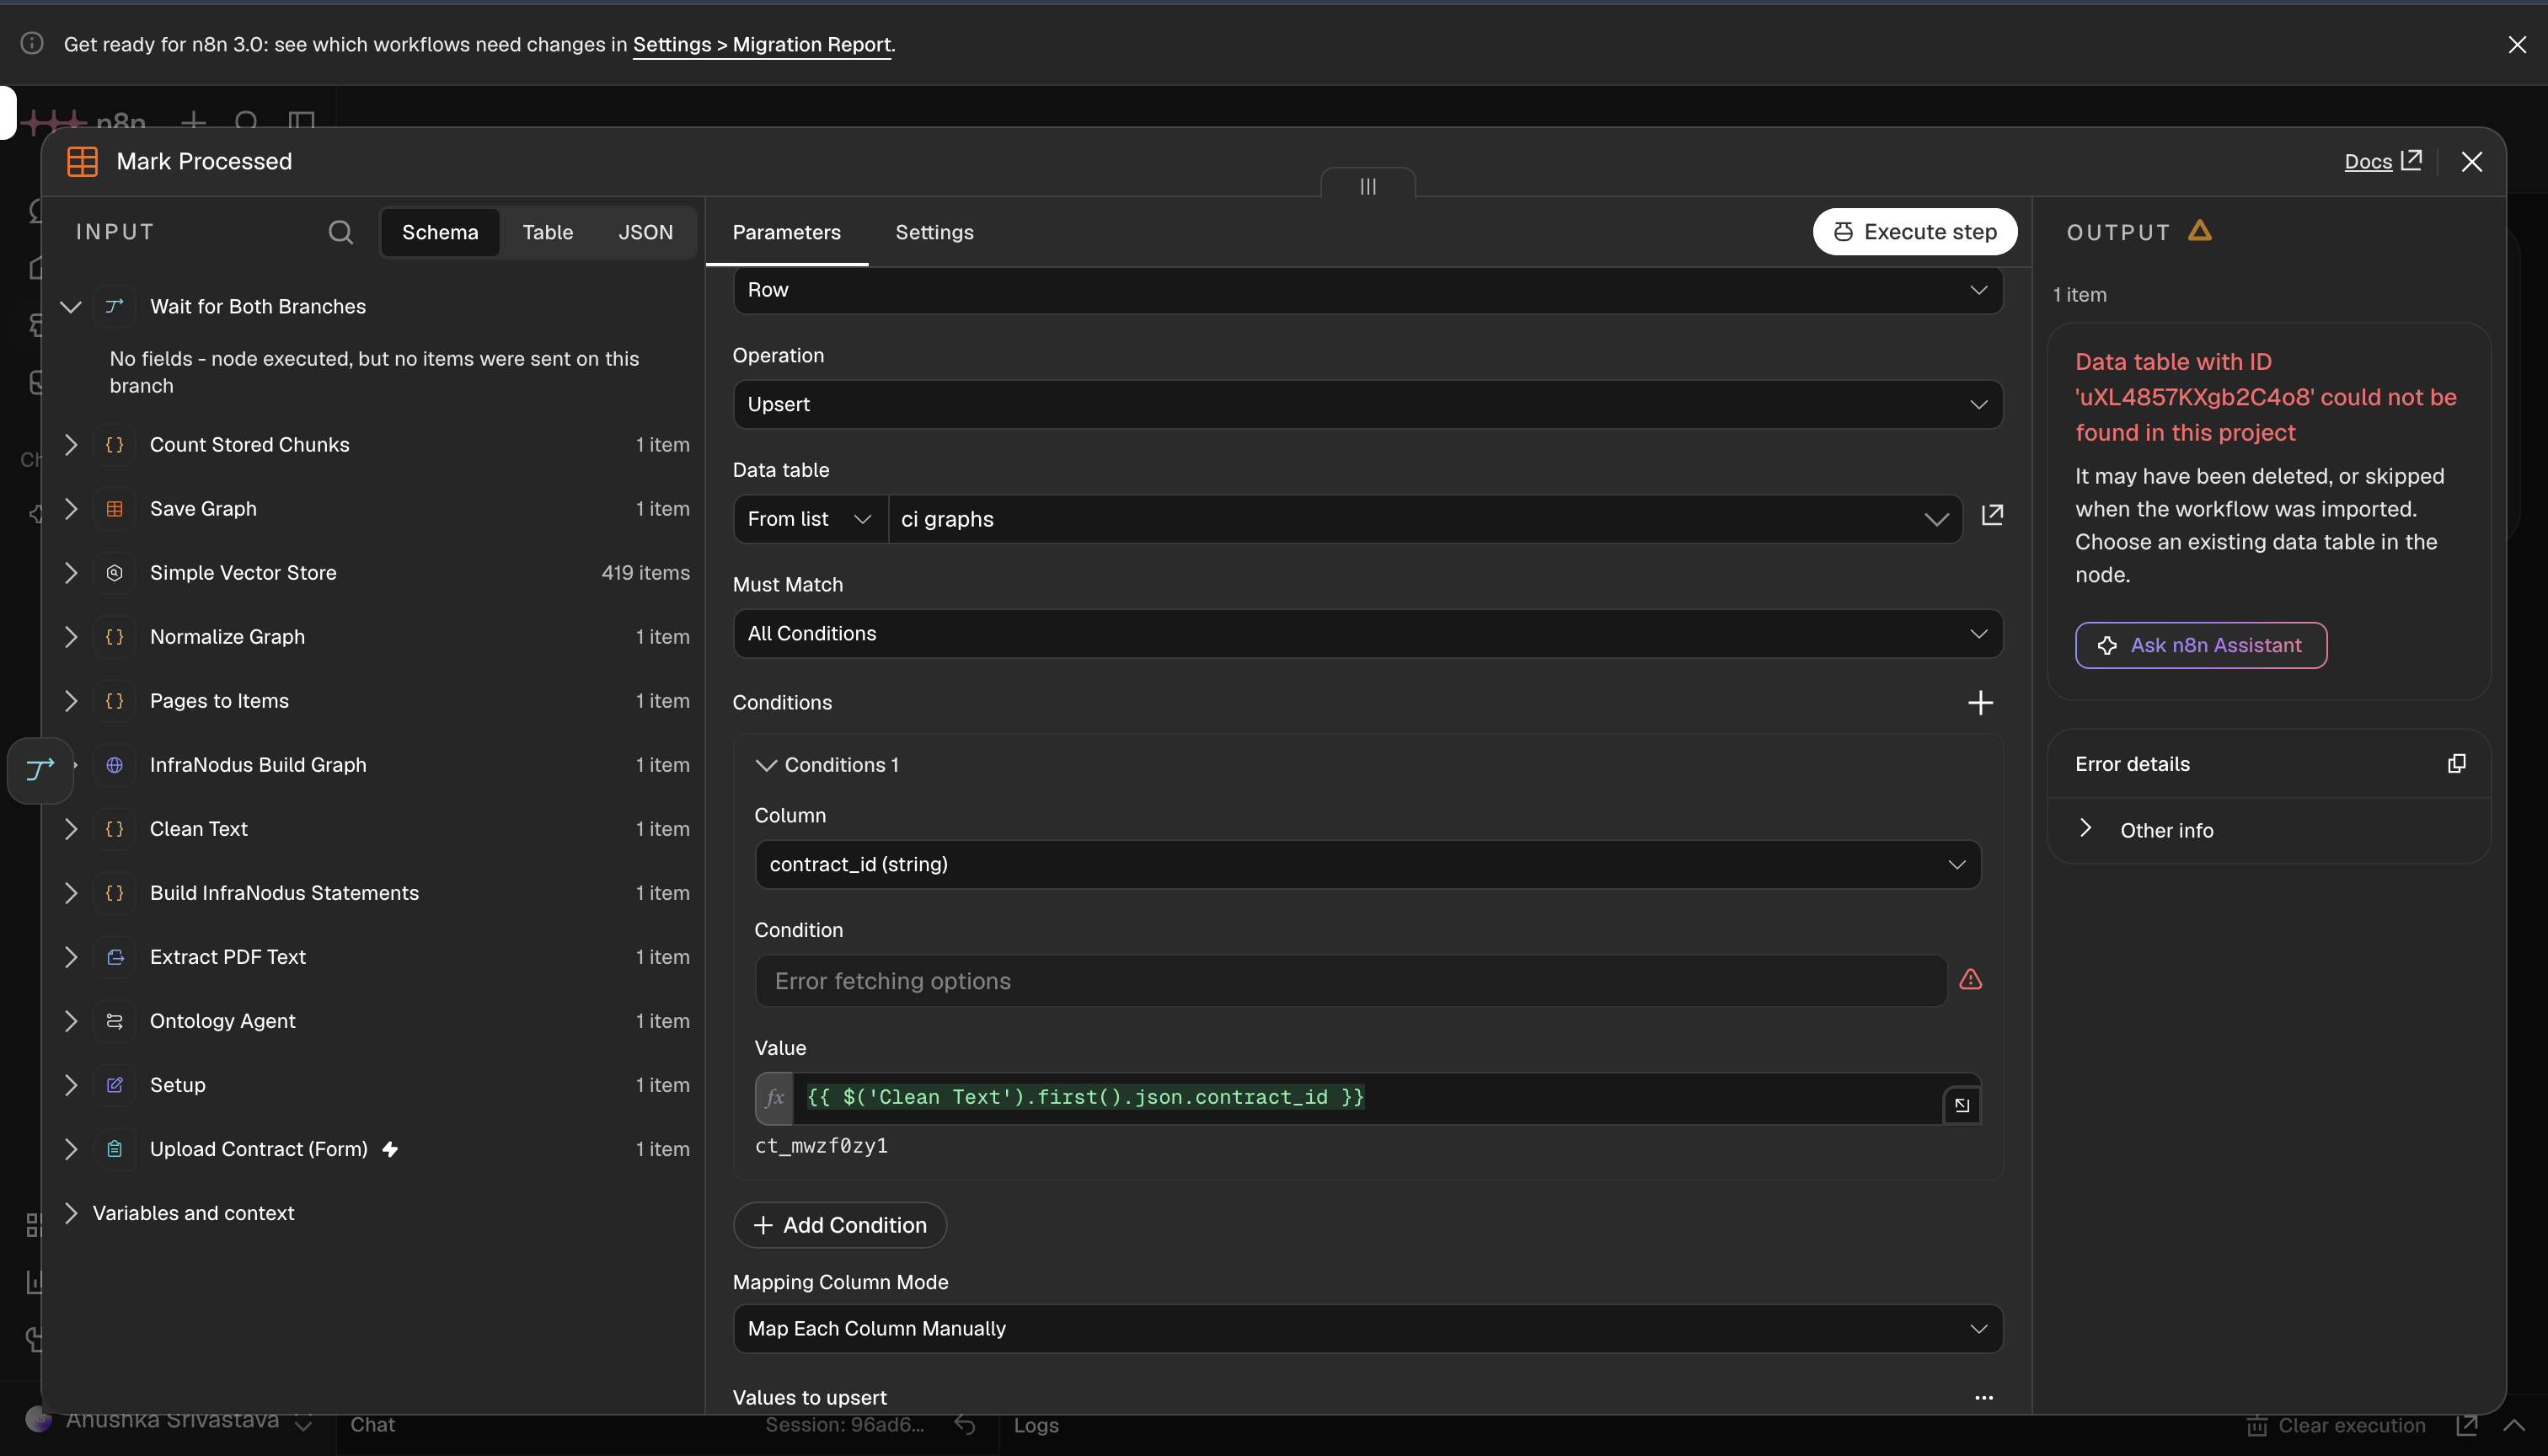 Get ready for n8n 3.0: see which workflows need changes in Settings > Migration Report.
n8n
Mark Processed
Docs
INPUT
Schema
Table
JSON
Wait for Both Branches
No fields - node executed, but no items were sent on this
branch
Count Stored Chunks 1 item
Save Graph 1 item
Simple Vector Store 419 items
Normalize Graph 1 item
Pages to Items 1 item
InfraNodus Build Graph 1 item
Clean Text 1 item
Build InfraNodus Statements 1 item
Extract PDF Text 1 item
Ontology Agent 1 item
Setup 1 item
Upload Contract (Form) 1 item
Variables and context
Parameters
Settings
Execute step
Row
Operation
Upsert
Data table
From list
ci graphs
Must Match
All Conditions
Conditions
Conditions 1
Column
contract_id (string)
Condition
Error fetching options
Value
fx
{{ $('Clean Text').first().json.contract_id }}
ct_mwzf0zy1
Add Condition
Mapping Column Mode
Map Each Column Manually
Values to upsert
OUTPUT
1 item
Data table with ID
'uXL4857KXgb2C4o8' could not be
found in this project
It may have been deleted, or skipped
when the workflow was imported.
Choose an existing data table in the
node.
Ask n8n Assistant
Error details
Other info
Anushka Srivastava
Chat
Session: 96ad6...
Logs
Clear execution